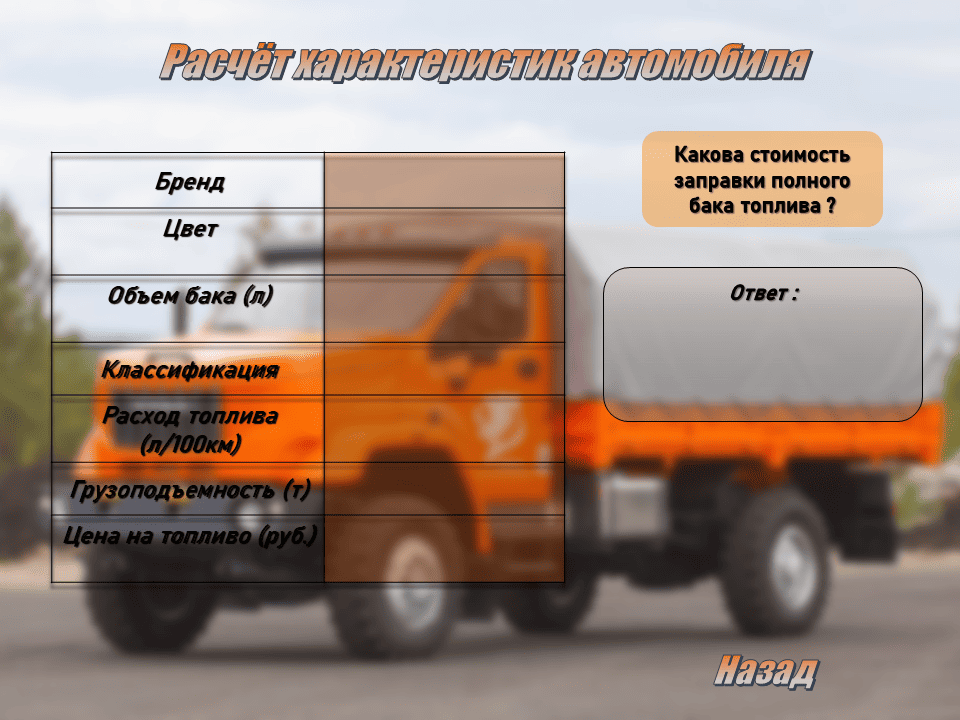 Расчёт характеристик автомобиля
Бренд
Цвет
Объем бака (л)
Классификация
Расход топлива
(л/100км)
Грузоподъемность (т)
Цена на топливо (руб.)
Какова стоимость
заправки полного
бака топлива ?
Ответ :
Назад